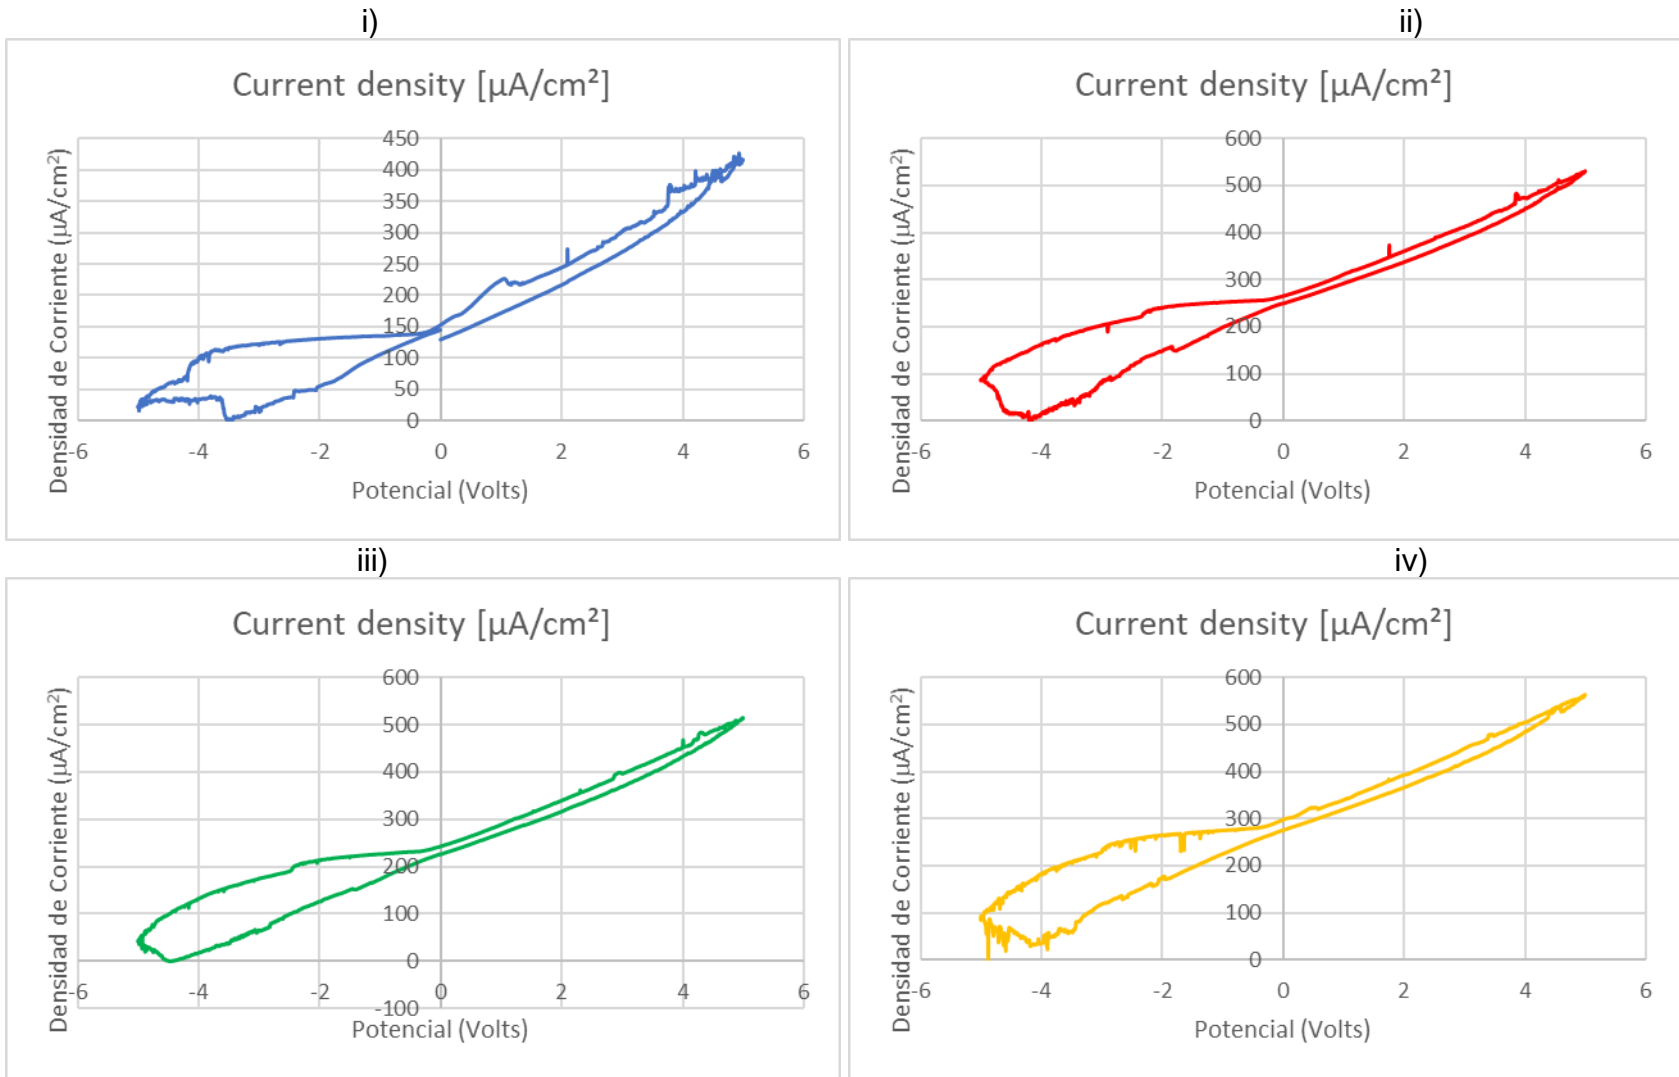 i)
Current density [µA/cm²]
Densidad de Corriente (µA/cm²)
450
400
350
300
250
200
150
100
50
0
-6 -4 -2 0 2 4 6
Potencial (Volts)
ii)
Current density [µA/cm²]
Densidad de Corriente (µA/cm²)
600
500
400
300
200
100
0
-6 -4 -2 0 2 4 6
Potencial (Volts)
iii)
Current density [µA/cm²]
Densidad de Corriente (µA/cm²)
600
500
400
300
200
100
0
-100
-6 -4 -2 0 2 4 6
Potencial (Volts)
iv)
Current density [µA/cm²]
Densidad de Corriente (µA/cm²)
600
500
400
300
200
100
0
-6 -4 -2 0 2 4 6
Potencial (Volts)